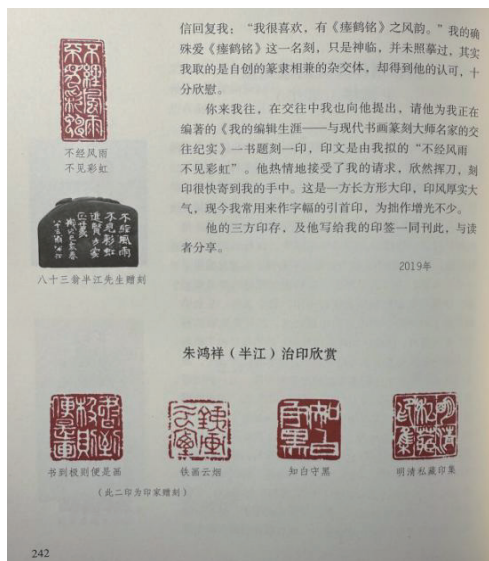 信回复我：“我很喜欢，有《瘗鹤铭》之风韵。”我的确
殊爱《瘗鹤铭》这一名刻，只是神临，并未照摹过，其实
我取的是自创的篆隶相兼的杂交体，却得到他的认可，十
分欣慰。
你来我往，在交往中我也向他提出，请他为我正在
编著的《我的编辑生涯——与现代书画篆刻大师名家的交
往纪实》一书题刻一印，印文是由我拟的“不经风雨
不见彩虹”。他热情地接受了我的请求，欣然挥刀，刻
印很快寄到我的手中。这是一方长方形大印，印风厚实大
气，现今我常用来作字幅的引首印，为拙作增光不少。
他的三方印存，及他写给我的印签一同刊此，与读
者分享。
2019年
不经风雨
不见彩虹
不經風雨
不見彩虹
八十三翁半江先生赠刻
朱鸿祥（半江）治印欣赏
书到极则便是画
铁画云烟
知白守黑
明清私藏印集
（此二印为印家赠刻）
242